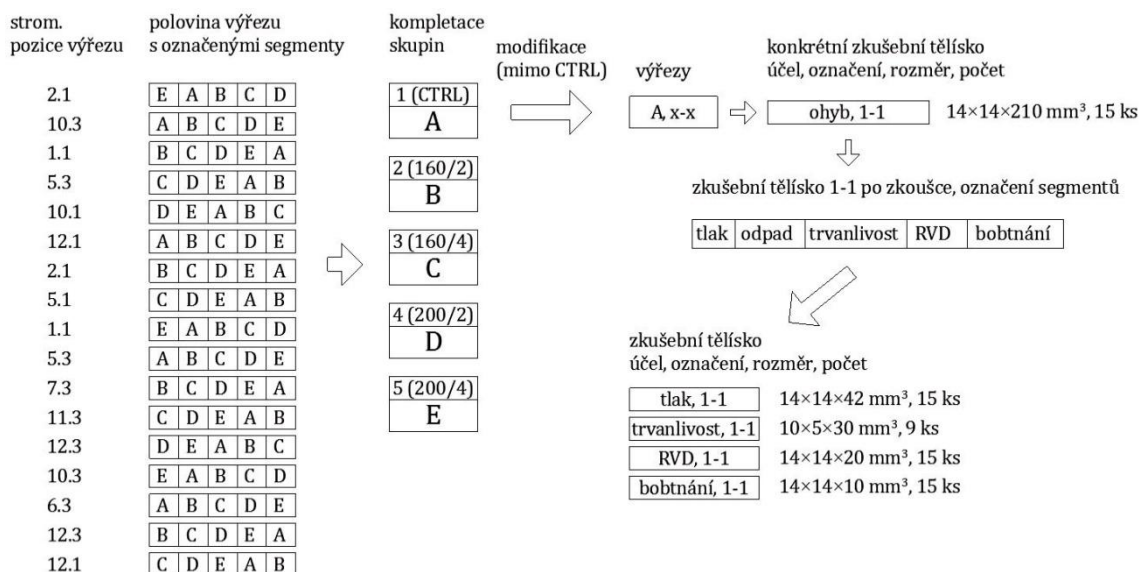 strom.
pozice výřezu
polovina výřezu
s označenými segmenty
kompletace
skupin
modifikace
(mimo CTRL)
výřezy
konkrétní zkušební tělísko
účel, označení, rozměr, počet
2.1 E A B C D
10.3 A B C D E
1.1 B C D E A
5.3 C D E A B
10.1 D E A B C
12.1 A B C D E
2.1 B C D E A
5.1 C D E A B
1.1 E A B C D
5.3 A B C D E
7.3 B C D E A
11.3 C D E A B
12.3 D E A B C
10.3 E A B C D
6.3 A B C D E
12.3 B C D E A
12.1 C D E A B
1 (CTRL)
A
2 (160/2)
B
3 (160/4)
C
4 (200/2)
D
5 (200/4)
E
A, x-x
ohyb, 1-1 14×14×210 mm³, 15 ks
zkušební tělísko 1-1 po zkoušce, označení segmentů
tlak odpad trvanlivost RVD bobtnání
zkušební tělísko
účel, označení, rozměr, počet
tlak, 1-1 14×14×42 mm³, 15 ks
trvanlivost, 1-1 10×5×30 mm³, 9 ks
RVD, 1-1 14×14×20 mm³, 15 ks
bobtnání, 1-1 14×14×10 mm³, 15 ks